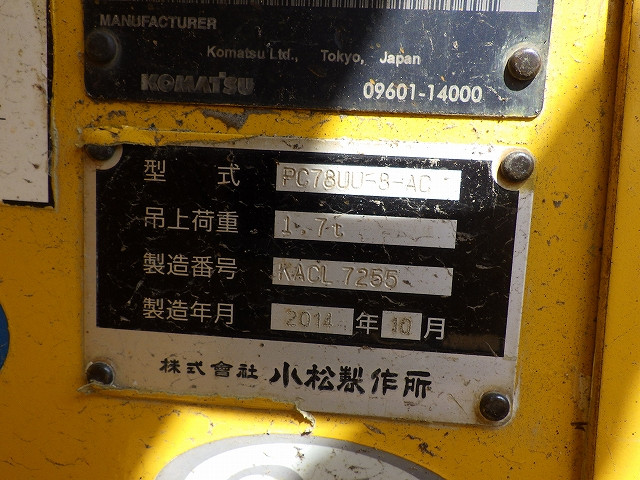 MANUFACTURER
Komatsu Ltd., Tokyo, Japan
KOMATSU 09601-14000
型 式 PC78UU-8-AC
吊上荷重 1.7t
製造番号 KACL 7255
製造年月 2014 年 10 月
株式會社 小松製作所